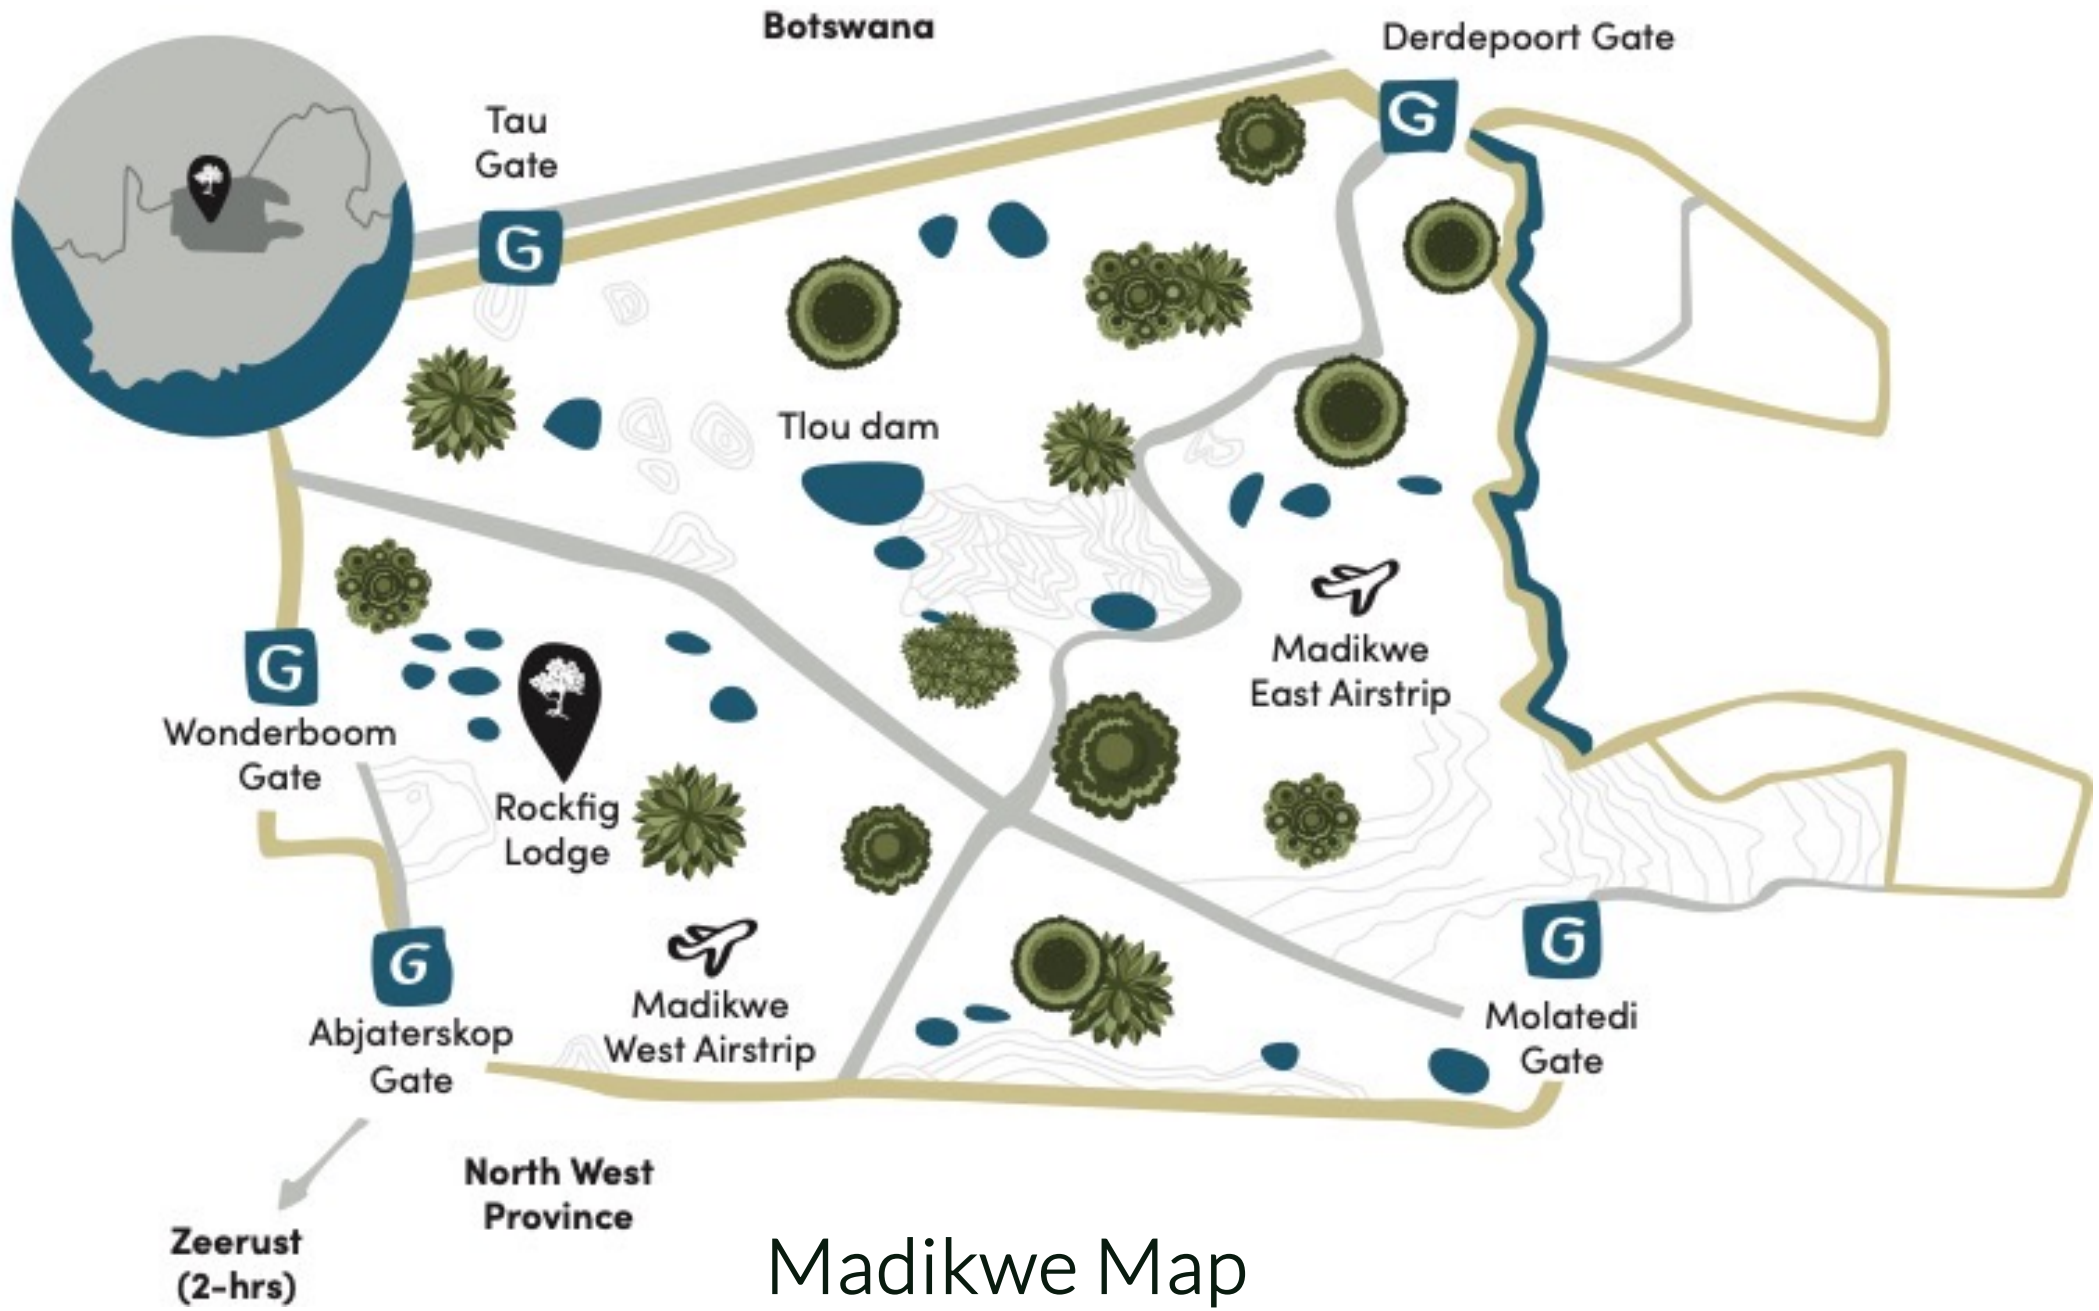 Botswana
Derdepoort Gate
G
Tau
Gate
G
Tlou dam
Madikwe
East Airstrip
G
Wonderboom
Gate
Rockfig
Lodge
G
Abjaterskop
Gate
Madikwe
West Airstrip
G
Molatedi
Gate
North West
Province
Zeerust
(2-hrs)
Madikwe Map